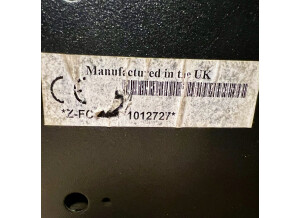 Manufactured in the UK
CE
*Z-FC 1012727*